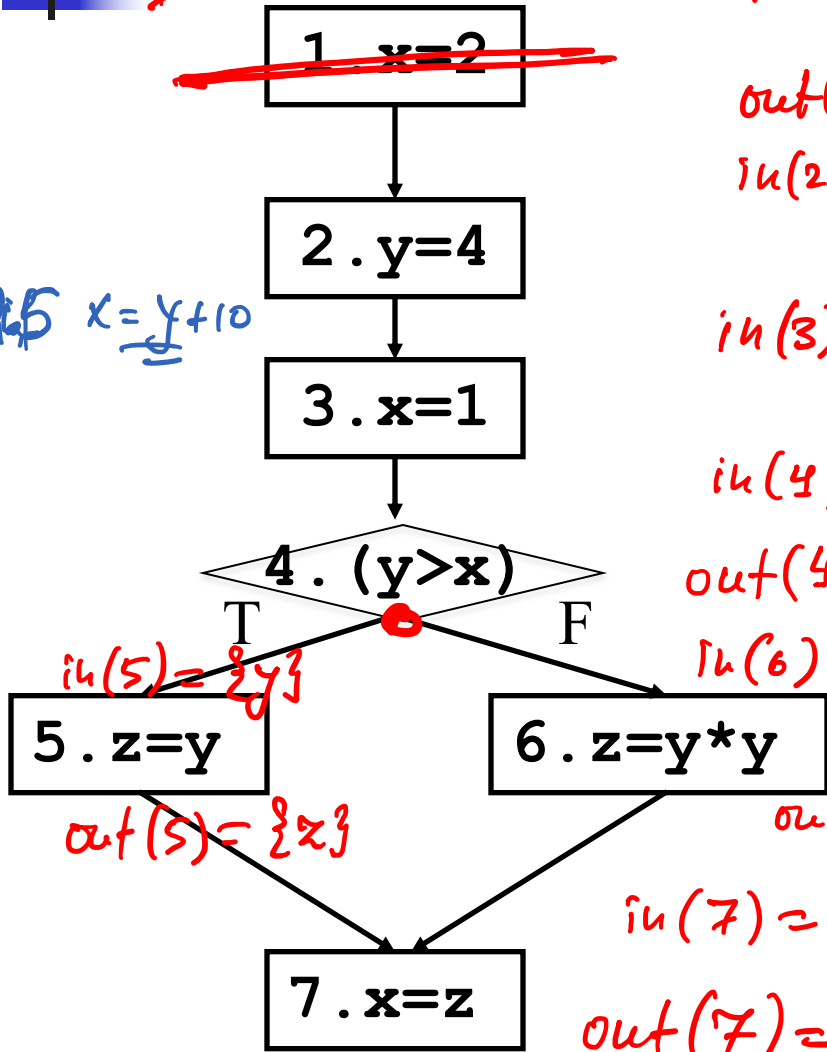 1.x=2
out(
in(2
2.y=4
x=y+10
in(3)
3.x=1
in(4
4.(y>x)
out(4
T
F
in(5)={y}
in(6)
5.z=y
6.z=y*y
out(5)={z}
ou
in(7)=
7.x=z
out(7)=